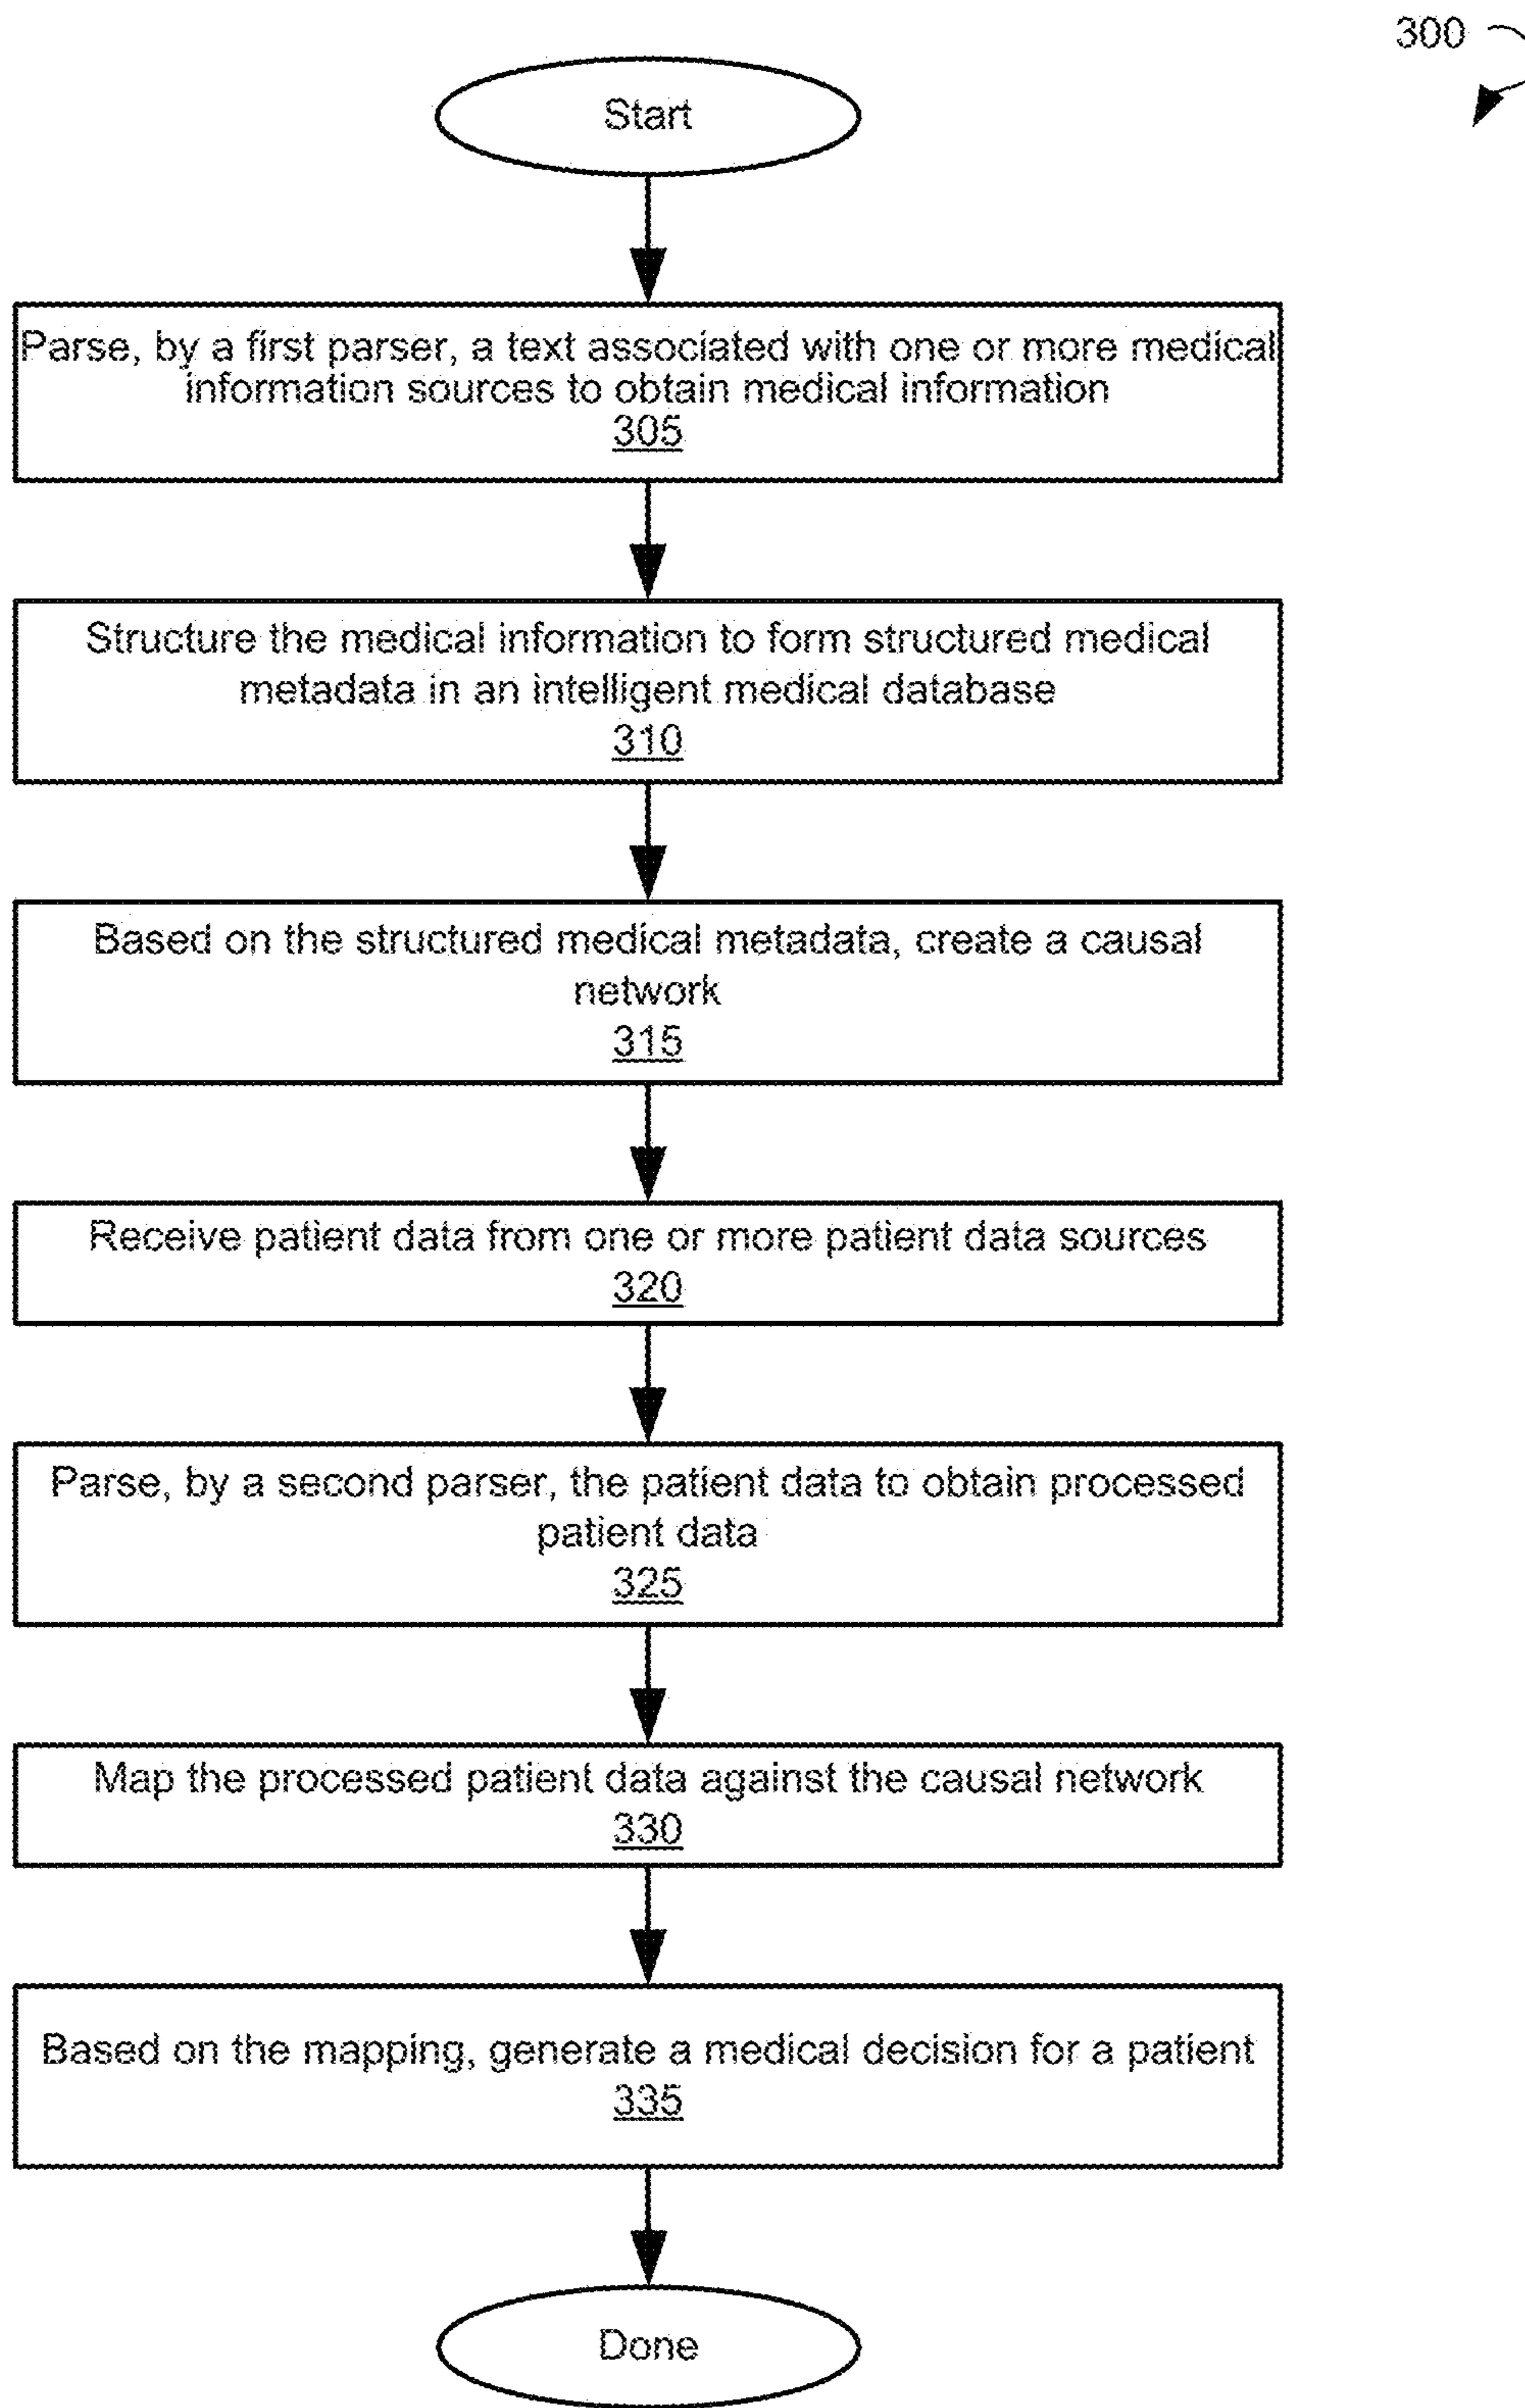 300
Start
Parse, by a first parser, a text associated with one or more medical
information sources to obtain medical information
305
Structure the medical information to form structured medical
metadata in an intelligent medical database
310
Based on the structured medical metadata, create a causal
network
315
Receive patient data from one or more patient data sources
320
Parse, by a second parser, the patient data to obtain processed
patient data
325
Map the processed patient data against the causal network
330
Based on the mapping, generate a medical decision for a patient
335
Done